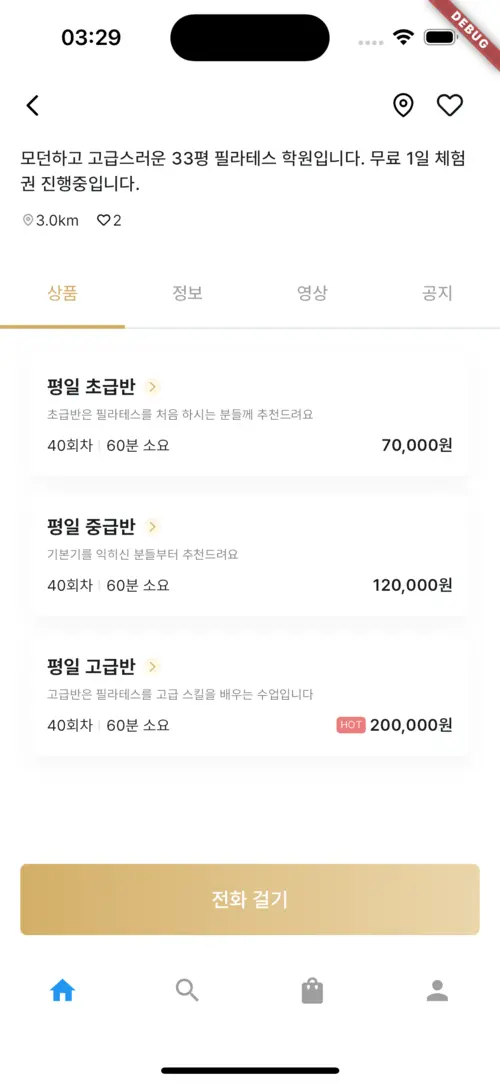 03:29
DEBUG
모던하고 고급스러운 33평 필라테스 학원입니다. 무료 1일 체험
권 진행중입니다.
3.0km 2
상품 정보 영상 공지
평일 초급반
초급반은 필라테스를 처음 하시는 분들께 추천드려요
40회차 60분 소요 70,000원
평일 중급반
기본기를 익히신 분들부터 추천드려요
40회차 60분 소요 120,000원
평일 고급반
고급반은 필라테스를 고급 스킬을 배우는 수업입니다
40회차 60분 소요 HOT 200,000원
전화 걸기